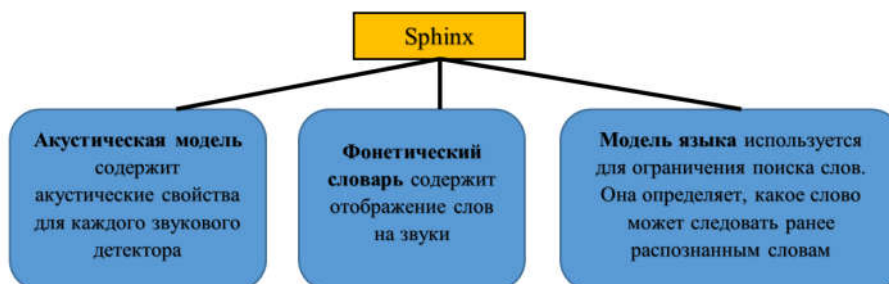 Sphinx
Акустическая модель
содержит
акустические свойства
для каждого звукового
детектора
Фонетический
словарь содержит
отображение слов
на звуки
Модель языка используется
для ограничения поиска слов.
Она определяет, какое слово
может следовать ранее
распознанным словам